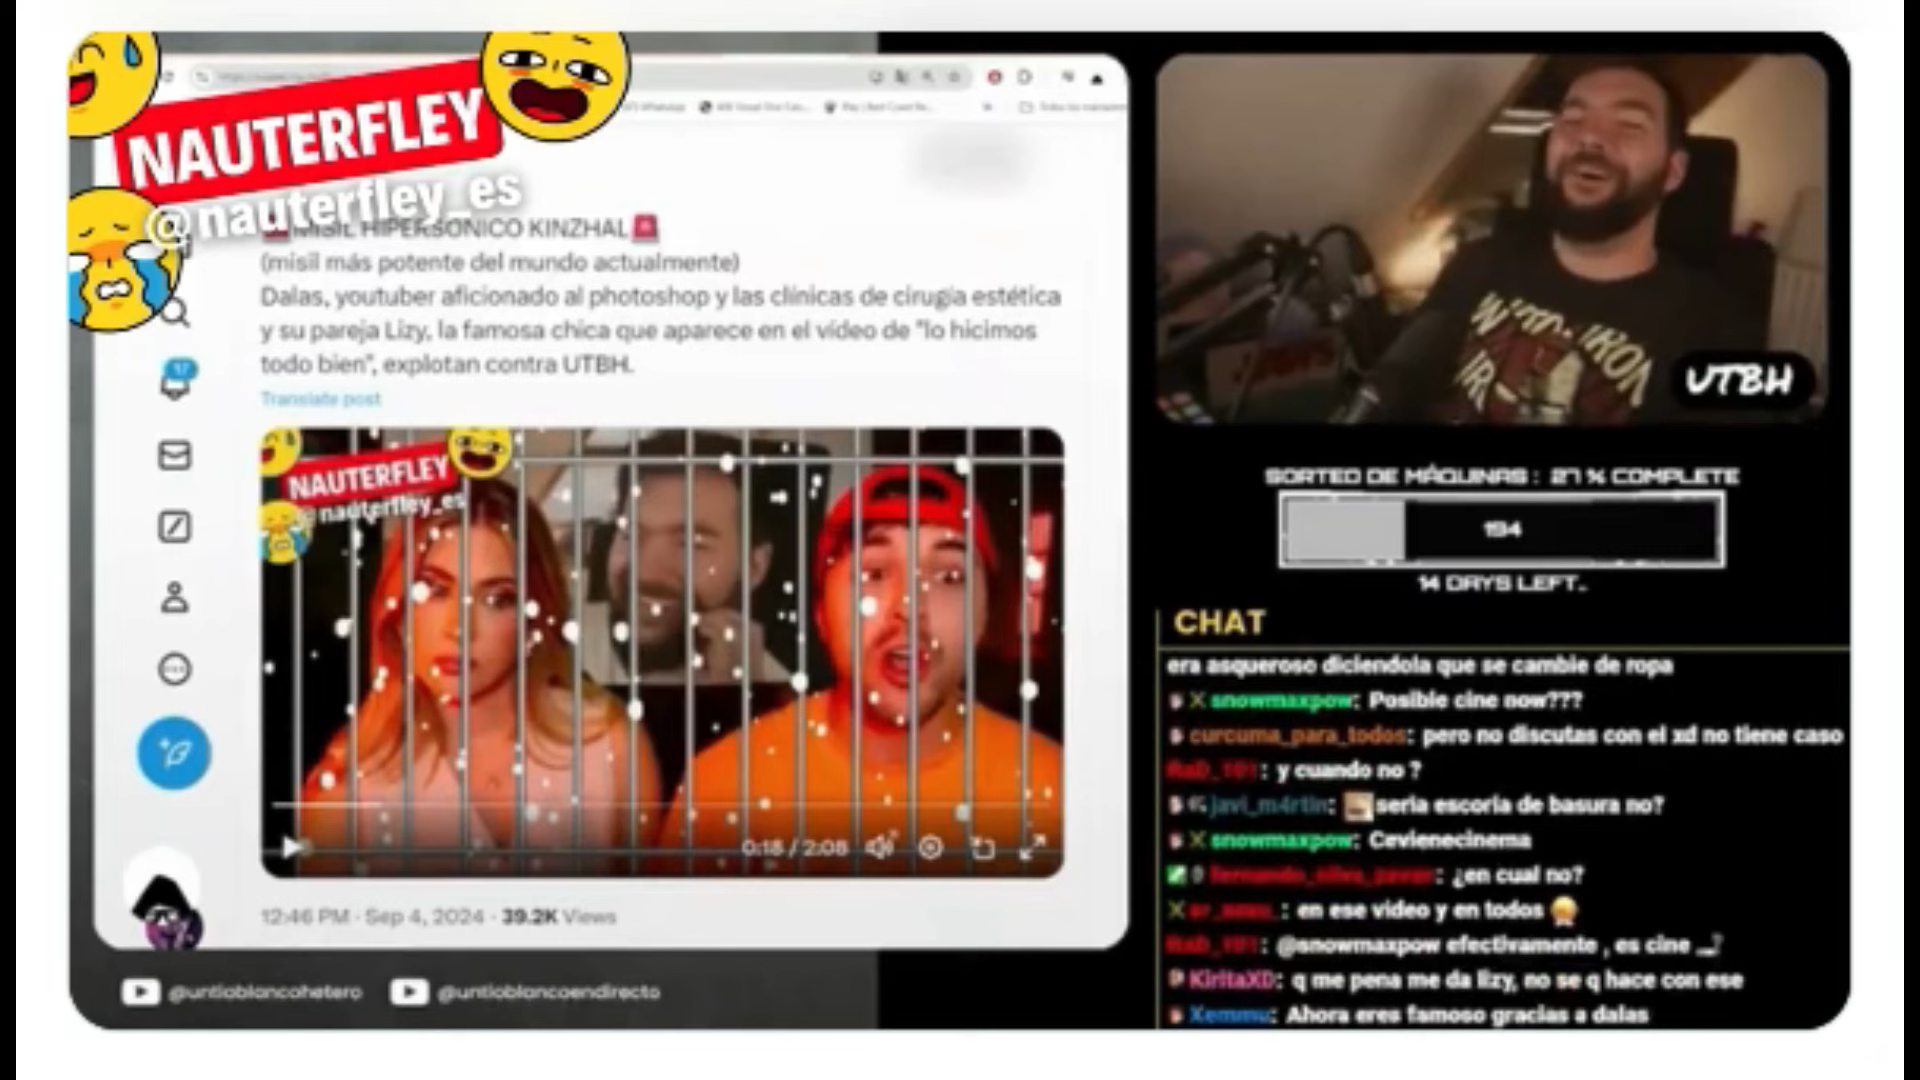 NAUTERFLEY
@nauterfley_es
MISIL HIPERSONICO KINZHAL
(misil más potente del mundo actualmente)
Dalas, youtuber aficionado al photoshop y las clínicas de cirugía estética
y su pareja Lizy, la famosa chica que aparece en el vídeo de "lo hicimos
todo bien", explotan contra UTBH.
Translate post
17
NAUTERFLEY
@nauterfley_es
0:18 / 2:08
12:46 PM · Sep 4, 2024 · 39.2K Views
@untioblancohetero
@untioblancoendirecto
UTBH
SORTEO DE MÁQUINAS : 27 % COMPLETE
194
14 DAYS LEFT.
CHAT
era asqueroso diciendola que se cambie de ropa
snowmaxpow: Posible cine now???
curcuma_para_todos: pero no discutas con el xd no tiene caso
RaD_101: y cuando no ?
javi_m4rtin: seria escoria de basura no?
snowmaxpow: Cevienecinema
: ¿en cual no?
: en ese video y en todos
RaD_101: @snowmaxpow efectivamente , es cine
KiritaXD: q me pena me da lizy, no se q hace con ese
Xemmu: Ahora eres famoso gracias a dalas